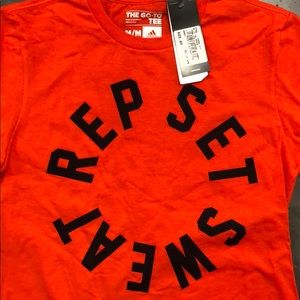 THE GO-TO
TEE
M/M
adidas
REP SET SWEAT